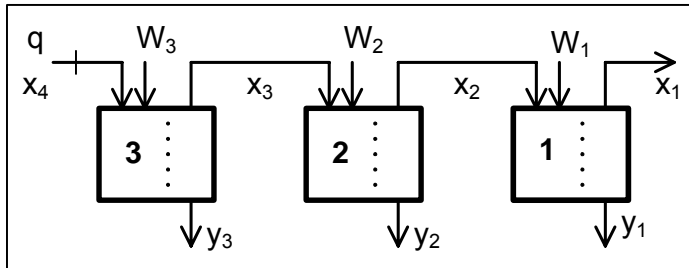 q W₃ W₂ W₁
x₄ x₃ x₂ x₁
3 2 1
y₃ y₂ y₁